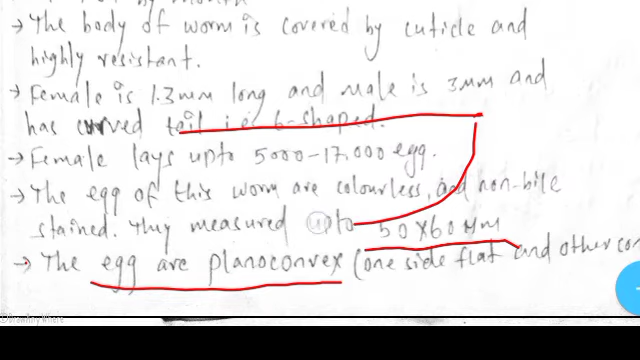 → The body of worm is covered by cuticle and
highly resistant.
→ Female is 1.3mm long and male is 3mm and
has curved tail i.e 6-shaped.
→ Female lays upto 5000-17,000 egg.
→ The egg of this worm are colourless, and non-bile
stained. They measured upto 50X60 μm
→ The egg are planoconvex (one side flat and other con